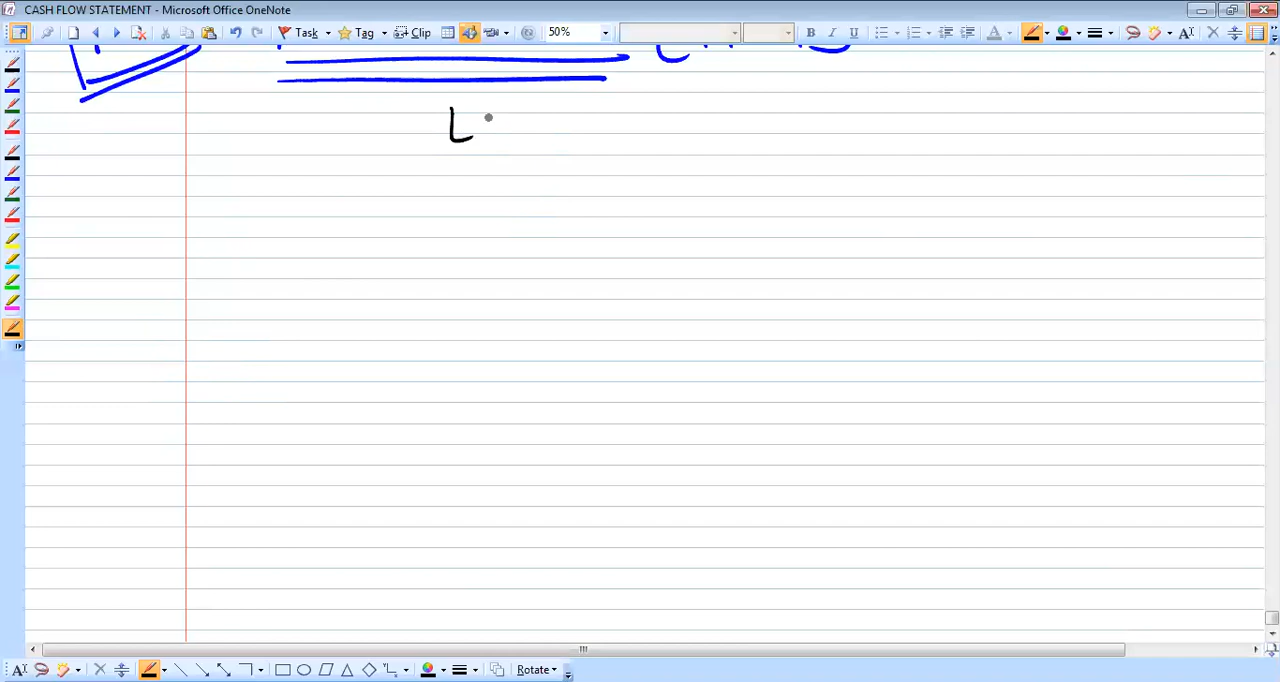 CASH FLOW STATEMENT - Microsoft Office OneNote
Task Tag Clip 50% B I U A
L
Rotate